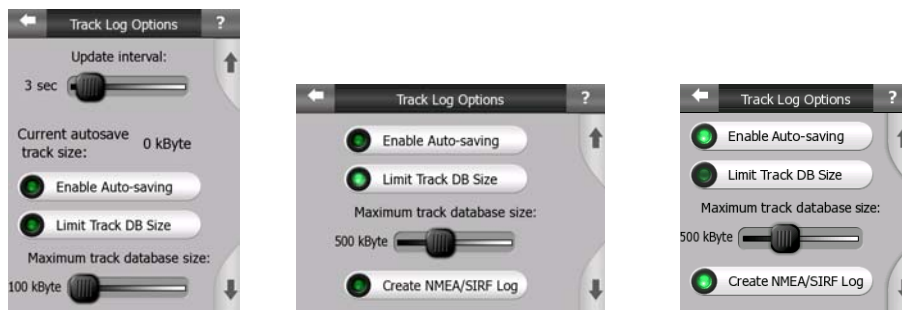 Track Log Options ?
Update interval:
3 sec
Current autosave
track size:
0 kByte
Enable Auto-saving
Limit Track DB Size
Maximum track database size:
100 kByte
Track Log Options ?
Enable Auto-saving
Limit Track DB Size
Maximum track database size:
500 kByte
Create NMEA/SIRF Log
Track Log Options ?
Enable Auto-saving
Limit Track DB Size
Maximum track database size:
500 kByte
Create NMEA/SIRF Log